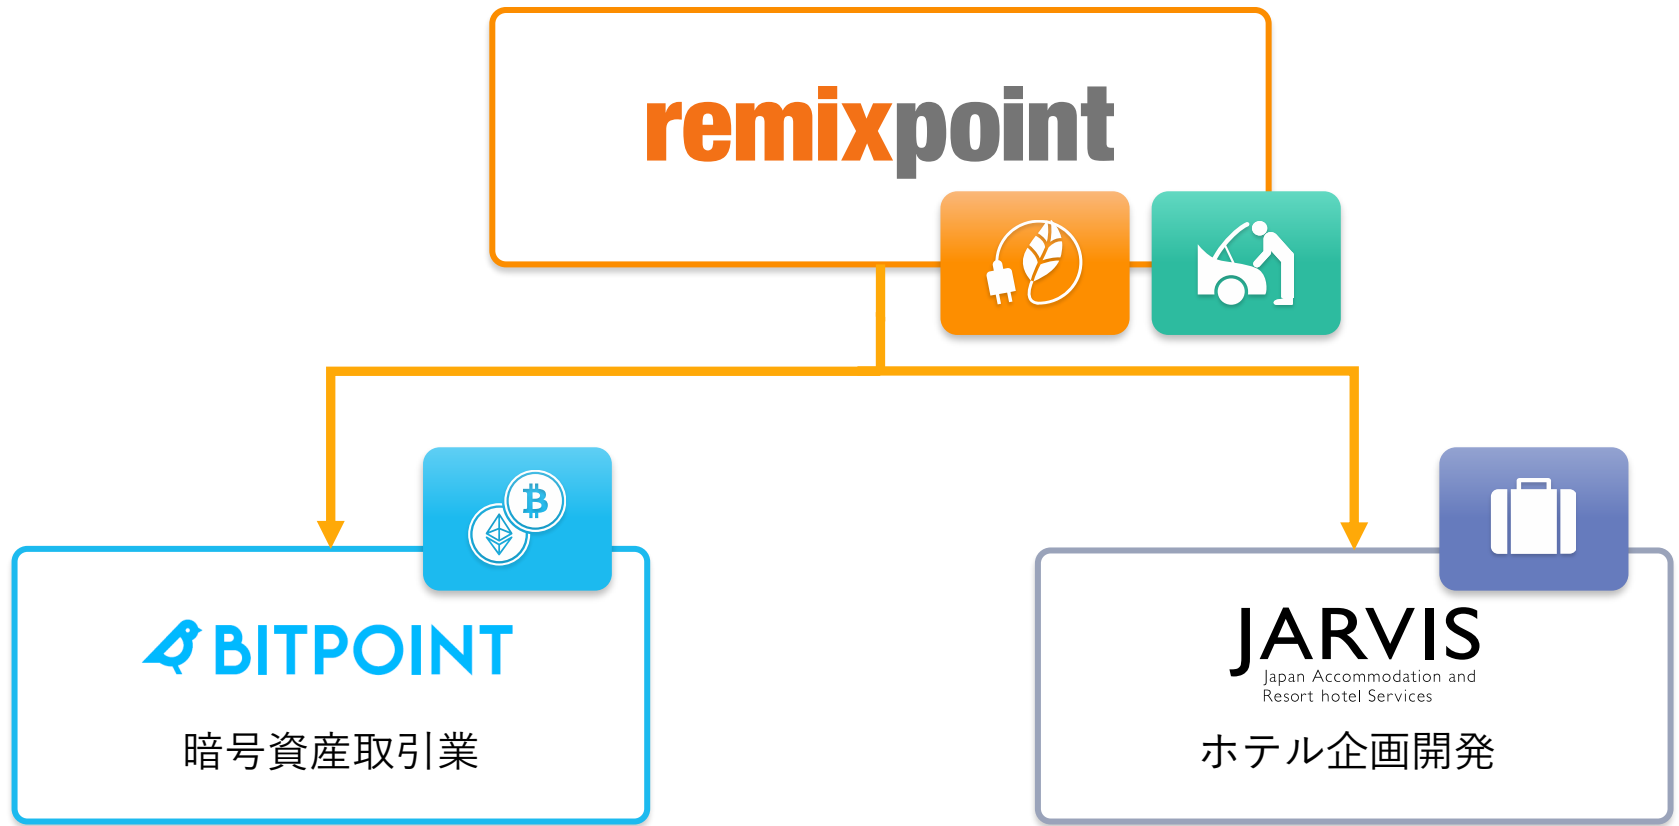 remixpoint
BITPOINT
暗号資産取引業
JARVIS
Japan Accommodation and
Resort hotel Services
ホテル企画開発